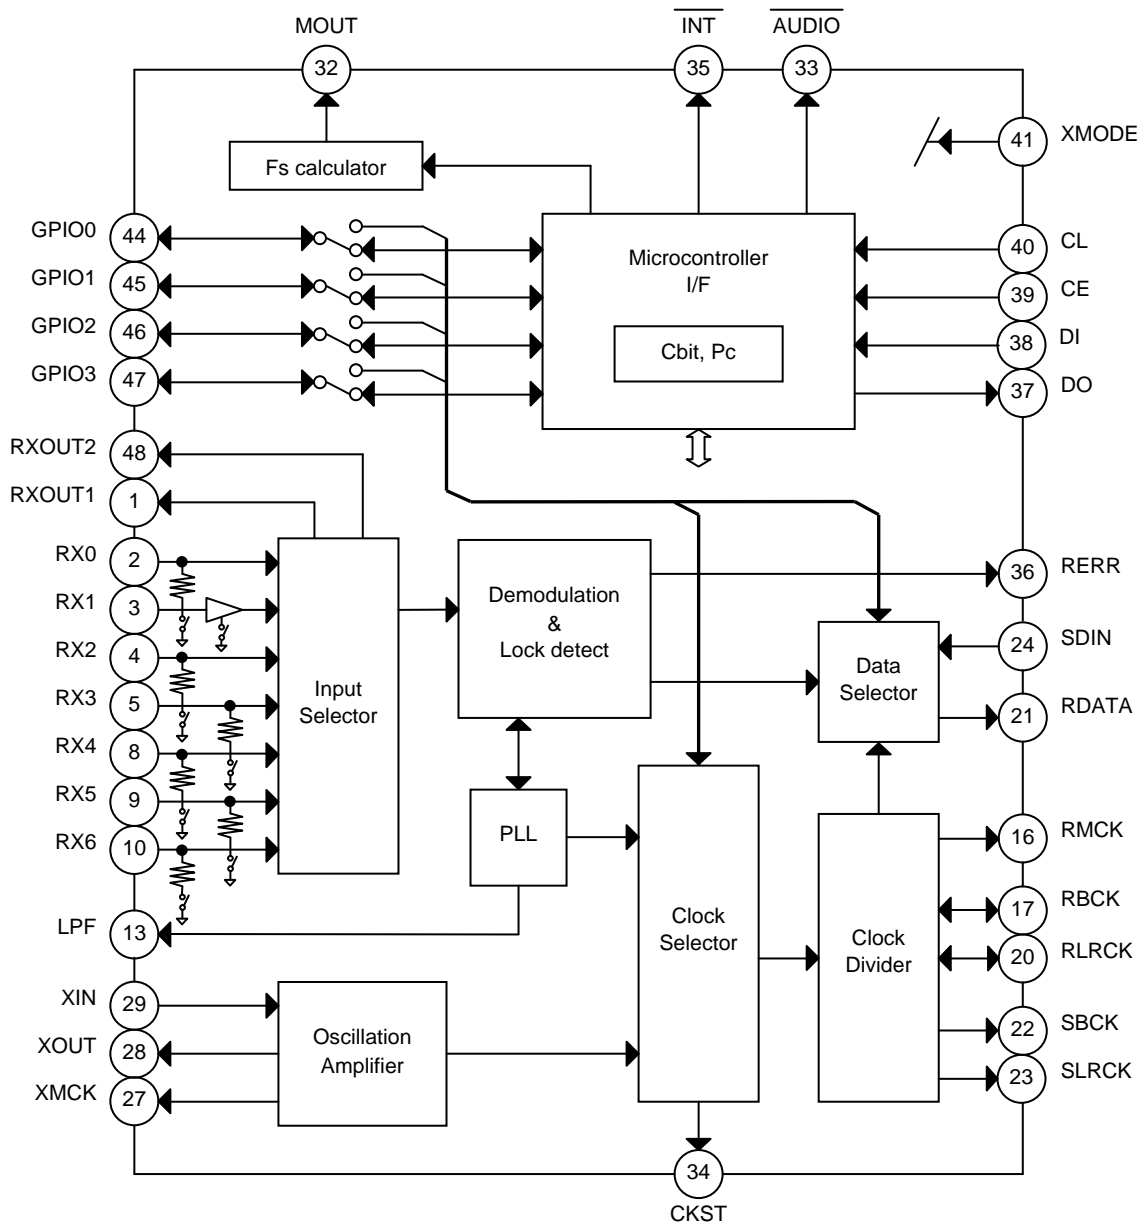 MOUT
INT
AUDIO
32
35
33
41
XMODE
Fs calculator
GPIO0
44
GPIO1
45
GPIO2
46
GPIO3
47
Microcontroller
I/F
Cbit, Pc
40
CL
39
CE
38
DI
37
DO
RXOUT2
48
RXOUT1
1
RX0
2
RX1
3
RX2
4
RX3
5
RX4
8
RX5
9
RX6
10
LPF
13
Input
Selector
Demodulation
&
Lock detect
36
RERR
Data
Selector
24
SDIN
21
RDATA
PLL
Clock
Selector
Clock
Divider
16
RMCK
17
RBCK
20
RLRCK
22
SBCK
23
SLRCK
XIN
29
XOUT
28
XMCK
27
Oscillation
Amplifier
34
CKST